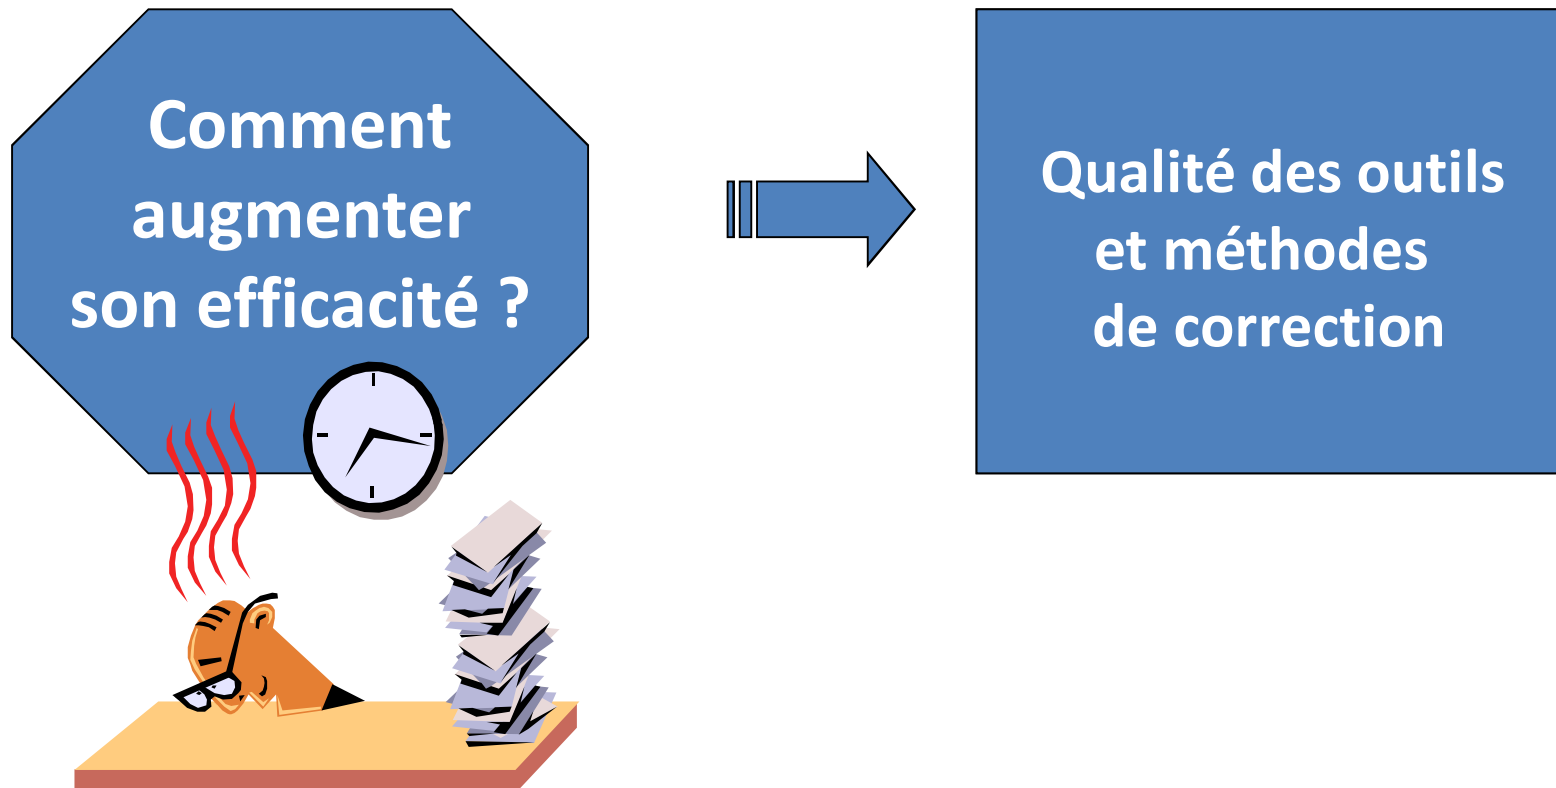 Comment
augmenter
son efficacité ?
Qualité des outils
et méthodes
de correction